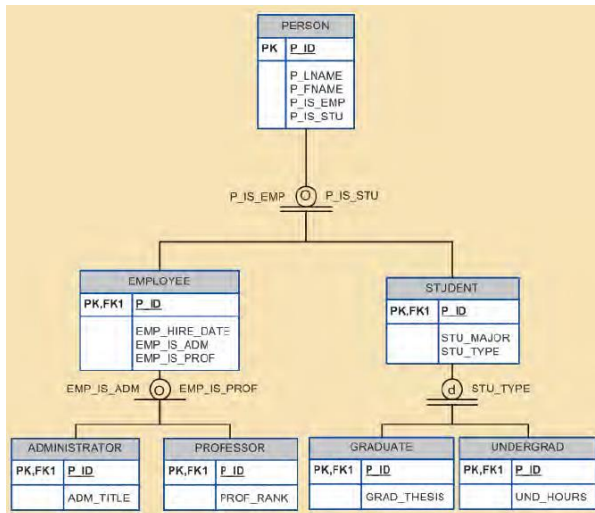 PERSON
PK P_ID
P_LNAME
P_FNAME
P_IS_EMP
P_IS_STU
P_IS_EMP O P_IS_STU
EMPLOYEE
PK,FK1 P_ID
EMP_HIRE_DATE
EMP_IS_ADM
EMP_IS_PROF
STUDENT
PK,FK1 P_ID
STU_MAJOR
STU_TYPE
EMP_IS_ADM O EMP_IS_PROF
d STU_TYPE
ADMINISTRATOR
PK,FK1 P_ID
ADM_TITLE
PROFESSOR
PK,FK1 P_ID
PROF_RANK
GRADUATE
PK,FK1 P_ID
GRAD_THESIS
UNDERGRAD
PK,FK1 P_ID
UND_HOURS